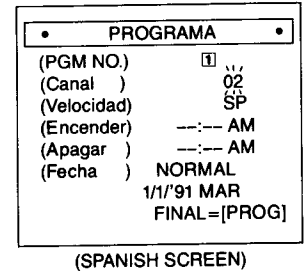 • PROGRAMA •
(PGM NO.) 1
(Canal ) 02
(Velocidad) SP
(Encender) --:-- AM
(Apagar ) --:-- AM
(Fecha ) NORMAL
1/1/'91 MAR
FINAL=[PROG]
(SPANISH SCREEN)